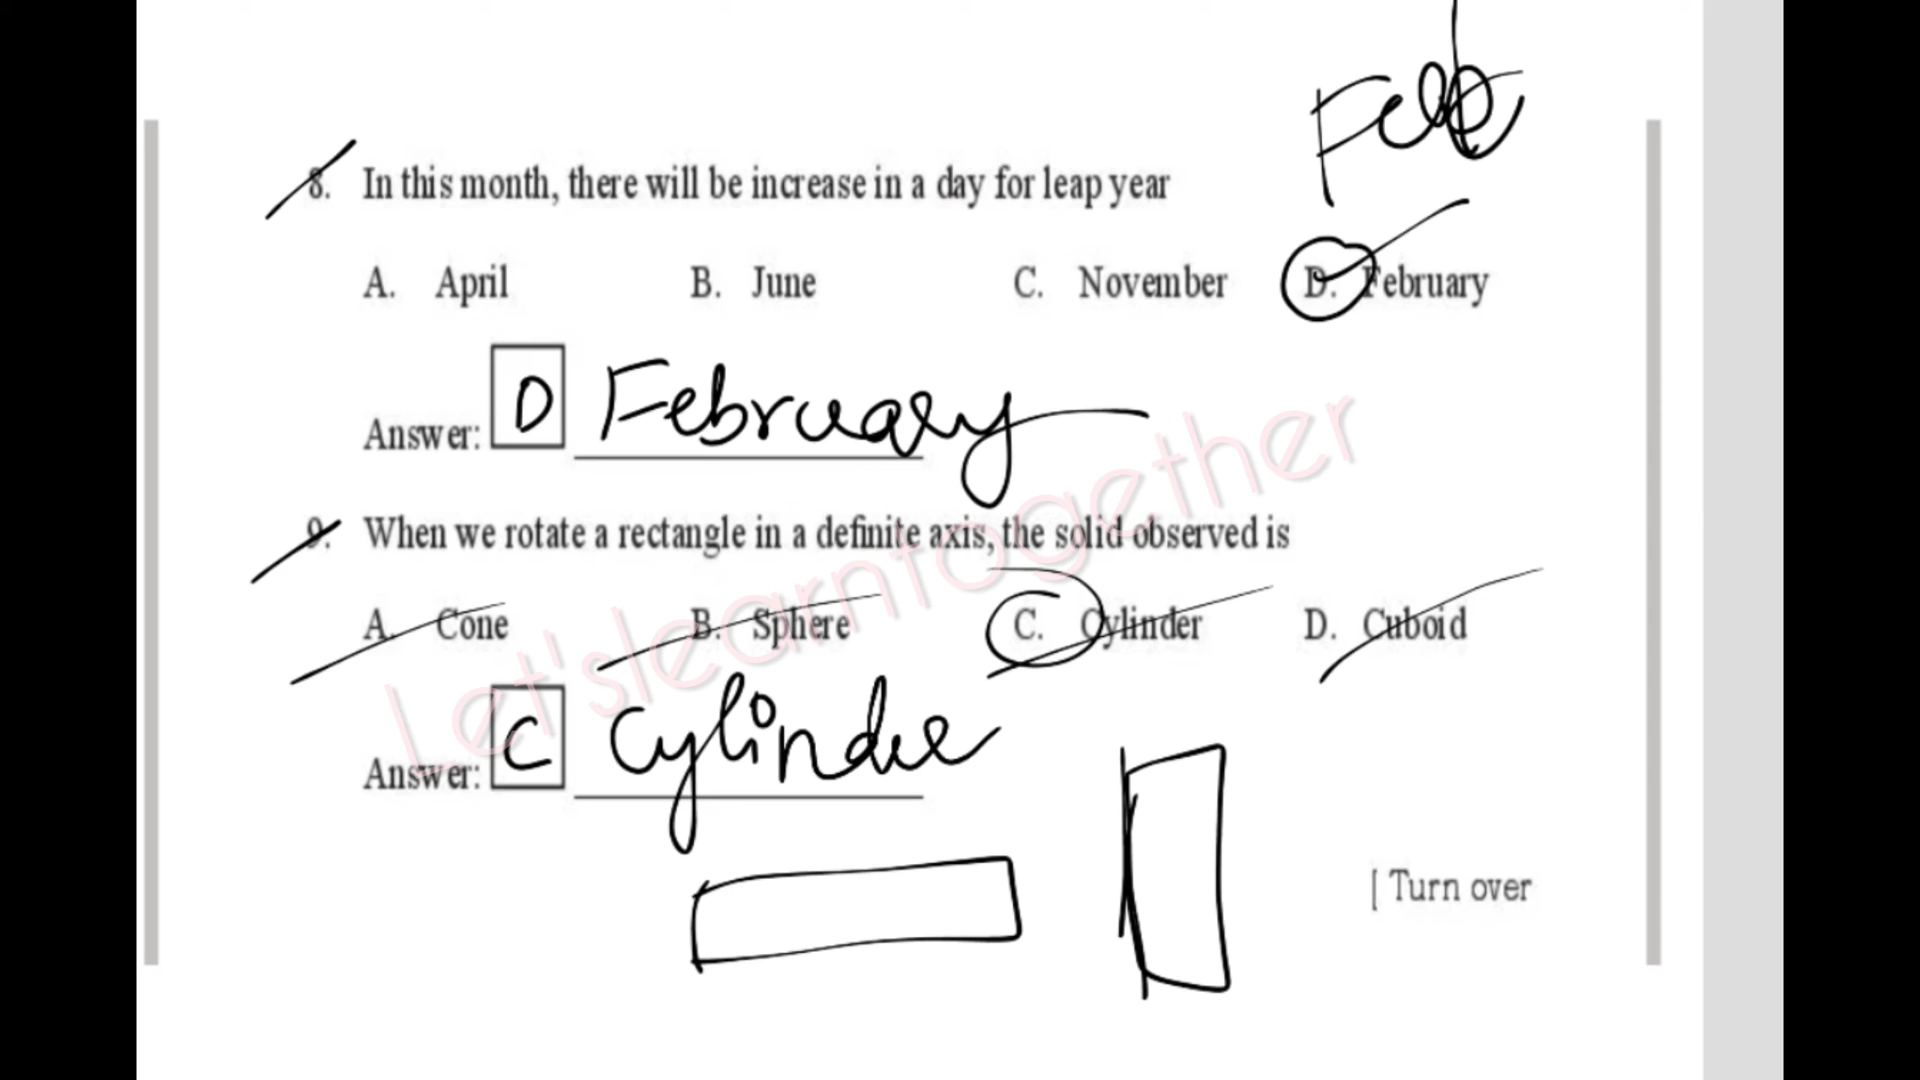 Feb
8. In this month, there will be increase in a day for leap year
A. April B. June C. November D. February
Answer: D February
9. When we rotate a rectangle in a definite axis, the solid observed is
A. Cone B. Sphere C. Cylinder D. Cuboid
Answer: C Cylinder
[ Turn over
Let'slearntogether